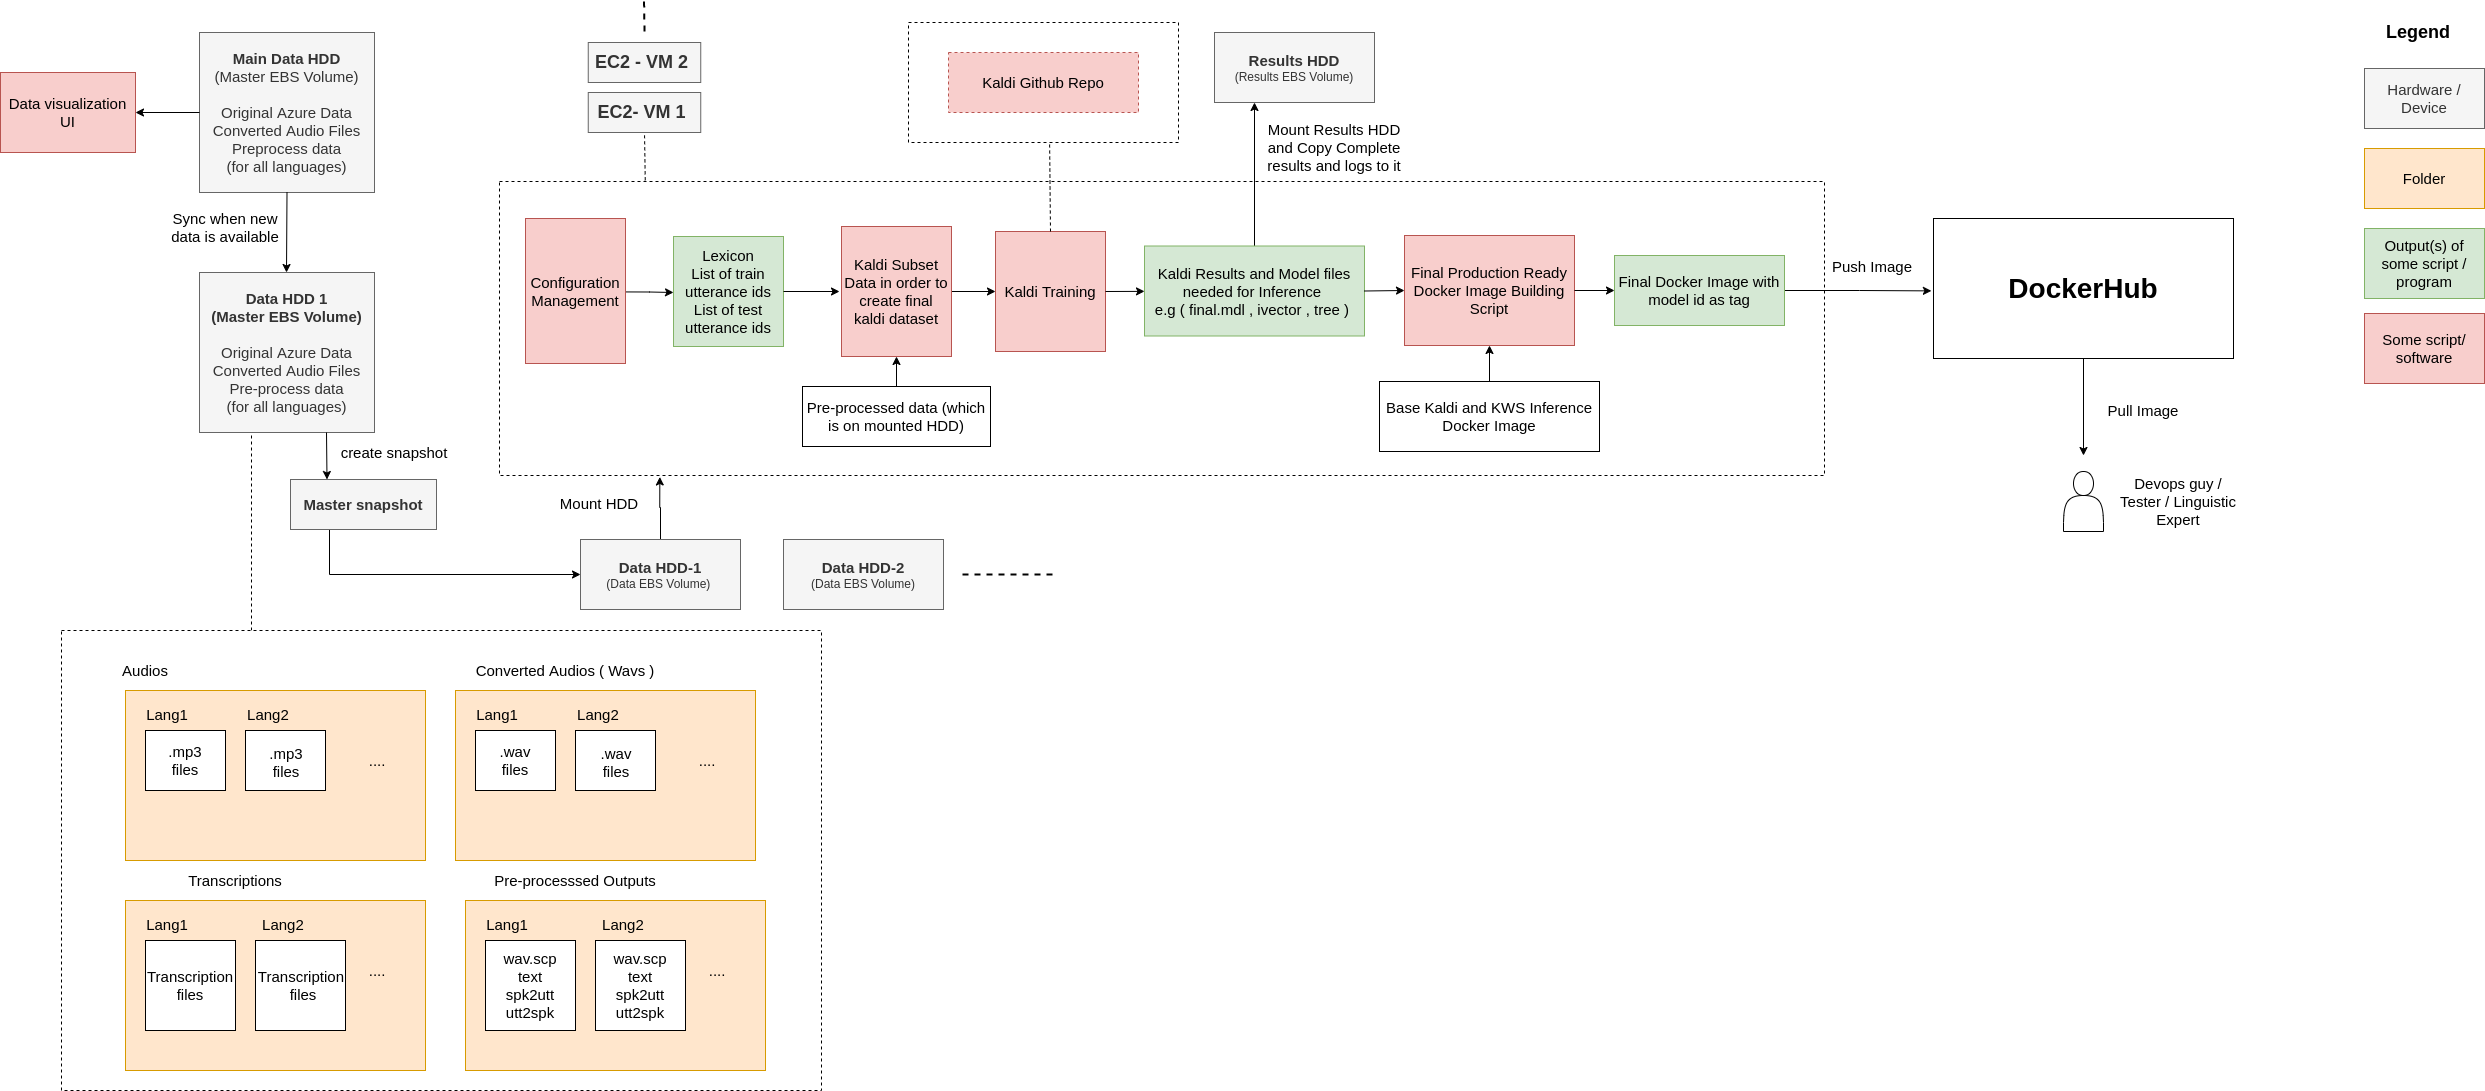 Data visualization
UI
Main Data HDD
(Master EBS Volume)
Original Azure Data
Converted Audio Files
Preprocess data
(for all languages)
Sync when new
data is available
Data HDD 1
(Master EBS Volume)
Original Azure Data
Converted Audio Files
Pre-process data
(for all languages)
create snapshot
Master snapshot
EC2 - VM 2
EC2- VM 1
Kaldi Github Repo
Results HDD
(Results EBS Volume)
Mount Results HDD
and Copy Complete
results and logs to it
Configuration
Management
Lexicon
List of train
utterance ids
List of test
utterance ids
Kaldi Subset
Data in order to
create final
kaldi dataset
Pre-processed data (which
is on mounted HDD)
Kaldi Training
Kaldi Results and Model files
needed for Inference
e.g ( final.mdl , ivector , tree )
Final Production Ready
Docker Image Building
Script
Base Kaldi and KWS Inference
Docker Image
Final Docker Image with
model id as tag
Push Image
DockerHub
Pull Image
Devops guy /
Tester / Linguistic
Expert
Mount HDD
Data HDD-1
(Data EBS Volume)
Data HDD-2
(Data EBS Volume)
Audios
Lang1
Lang2
.mp3
files
.mp3
files
....
Converted Audios ( Wavs )
Lang1
Lang2
.wav
files
.wav
files
....
Transcriptions
Lang1
Lang2
Transcription
files
Transcription
files
....
Pre-processsed Outputs
Lang1
Lang2
wav.scp
text
spk2utt
utt2spk
wav.scp
text
spk2utt
utt2spk
....
Legend
Hardware /
Device
Folder
Output(s) of
some script /
program
Some script/
software